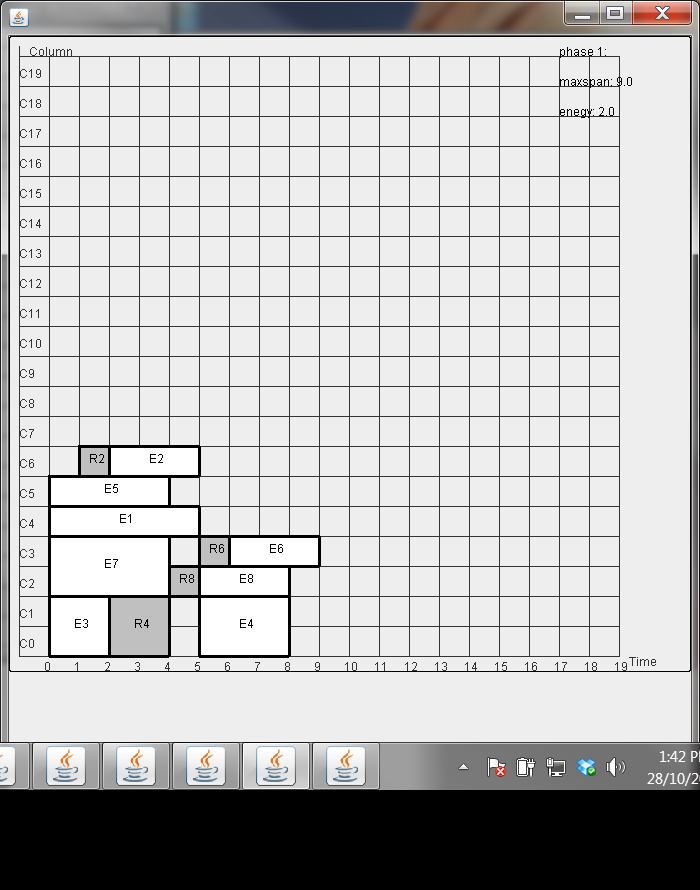 Column
phase 1:
C19
maxspan: 9.0
C18
enegy: 2.0
C17
C16
C15
C14
C13
C12
C11
C10
C9
C8
C7
C6 R2 E2
C5 E5
C4 E1
C3 E7 R6 E6
C2 R8 E8
C1 E3 R4 E4
C0
0 1 2 3 4 5 6 7 8 9 10 11 12 13 14 15 16 17 18 19 Time
1:42 P
28/10/2